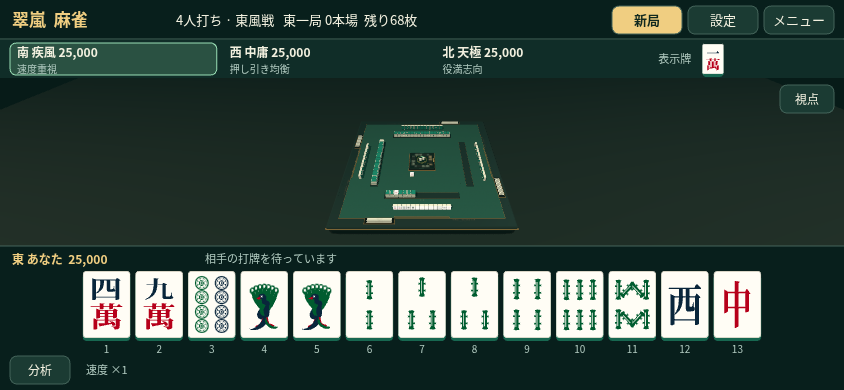 翠嵐 麻雀
4人打ち・東風戦 東一局 0本場 残り68枚
新局
設定
メニュー
南 疾風 25,000
速度重視
西 中庸 25,000
押し引き均衡
北 天極 25,000
役満志向
表示牌
一萬
視点
東 あなた 25,000
相手の打牌を待っています
四萬
九萬
西
中
1 2 3 4 5 6 7 8 9 10 11 12 13
分析
速度 ×1